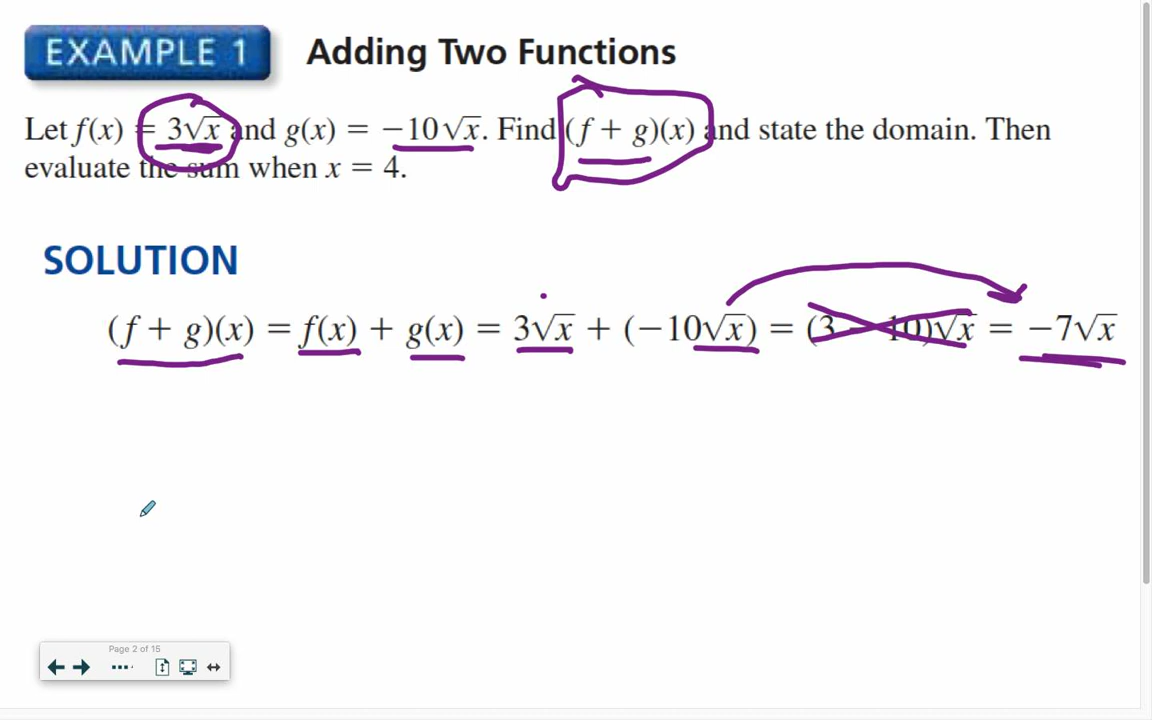 EXAMPLE 1 Adding Two Functions
Let f(x) = 3√x and g(x) = −10√x. Find (f + g)(x) and state the domain. Then
evaluate the sum when x = 4.
SOLUTION
(f + g)(x) = f(x) + g(x) = 3√x + (−10√x) = (3 − 10)√x = −7√x
Page 2 of 15